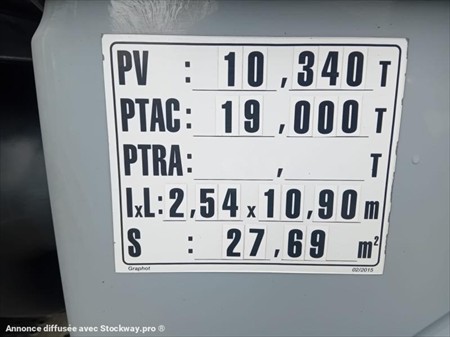 PV : 10,340 T
PTAC: 19,000 T
PTRA: , T
IxL: 2,54 x 10,90 m
S : 27,69 m²
Graphof 02/2015
Annonce diffusée avec Stockway.pro ®